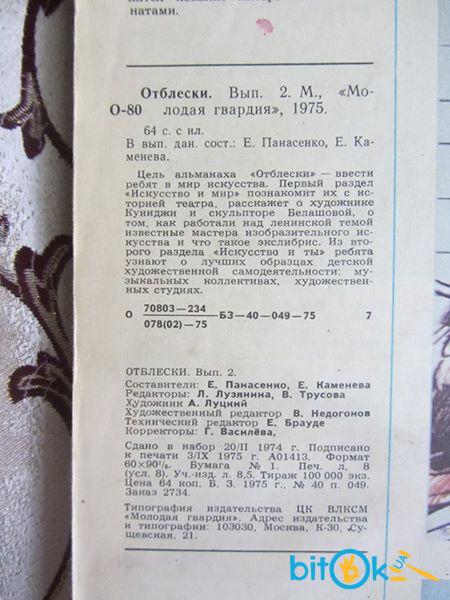 натами.
Отблески. Вып. 2. М., «Мо-
О-80 лодая гвардия», 1975.
64 с. с ил.
В вып. дан. сост.: Е. Панасенко, Е. Ка-
менева.
Цель альманаха «Отблески» — ввести
ребят в мир искусства. Первый раздел
«Искусство и мир» познакомит их с ис-
торией театра, расскажет о художнике
Куинджи и скульпторе Белашовой, о
том, как работали над ленинской темой
известные мастера изобразительного ис-
кусства и что такое экслибрис. Из вто-
рого раздела «Искусство и ты» ребята
узнают о лучших образцах детской
художественной самодеятельности: му-
зыкальных коллективах, художествен-
ных студиях.
О 70803—234
078(02)—75 БЗ—40—049—75 7
ОТБЛЕСКИ. Вып. 2.
Составители: Е. Панасенко, Е. Каменева
Редакторы: Л. Лузянина, В. Трусова
Художник А. Луцкий
Художественный редактор В. Недогонов
Технический редактор Е. Брауде
Корректоры: Г. Василёва,
Сдано в набор 20/II 1974 г. Подписано
к печати 3/IX 1975 г. А01413. Формат
60×90¹/₈. Бумага № 1. Печ. л. 8
(усл. 8). Уч.-изд. л. 8,5. Тираж 100 000 экз.
Цена 64 коп. Б. З. 1975 г., № 40 п. 049.
Заказ 2734.
Типография издательства ЦК ВЛКСМ
«Молодая гвардия». Адрес издательства
и типографии: 103030, Москва, К-30, Су-
щевская, 21.
bitok
UA